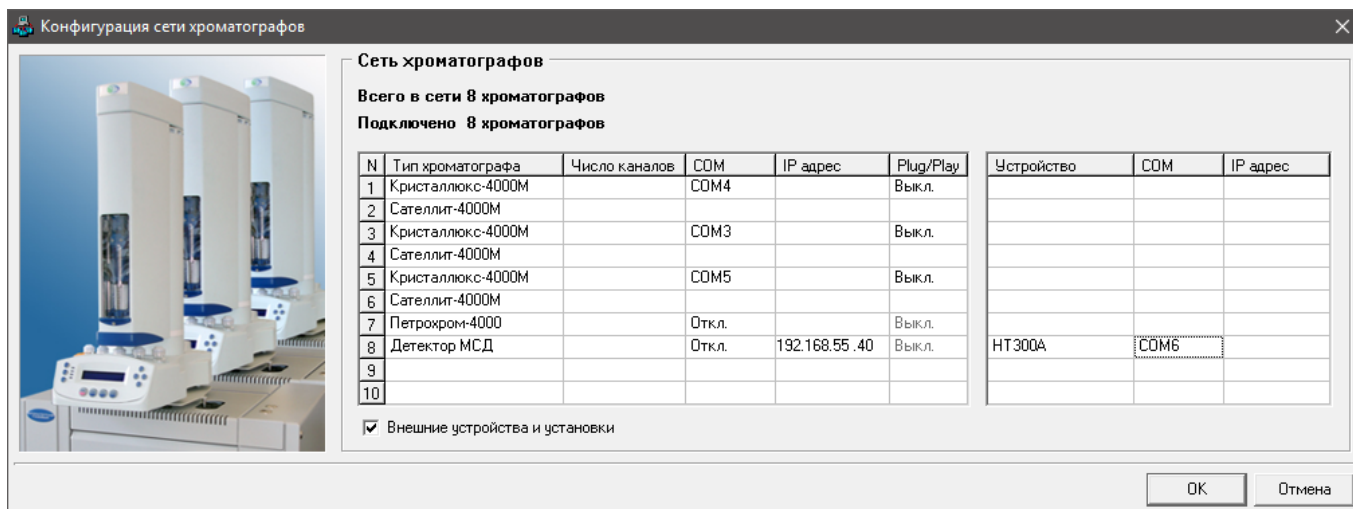 Конфигурация сети хроматографов
Сеть хроматографов
Всего в сети 8 хроматографов
Подключено 8 хроматографов
N Тип хроматографа Число каналов COM IP адрес Plug/Play Устройство COM IP адрес
1 Кристаллюкс-4000М COM4 Выкл.
2 Сателлит-4000М
3 Кристаллюкс-4000М COM3 Выкл.
4 Сателлит-4000М
5 Кристаллюкс-4000М COM5 Выкл.
6 Сателлит-4000М
7 Петрохром-4000 Откл. Выкл.
8 Детектор МСД Откл. 192.168.55 .40 Выкл. HT300A COM6
9
10
Внешние устройства и установки
OK Отмена